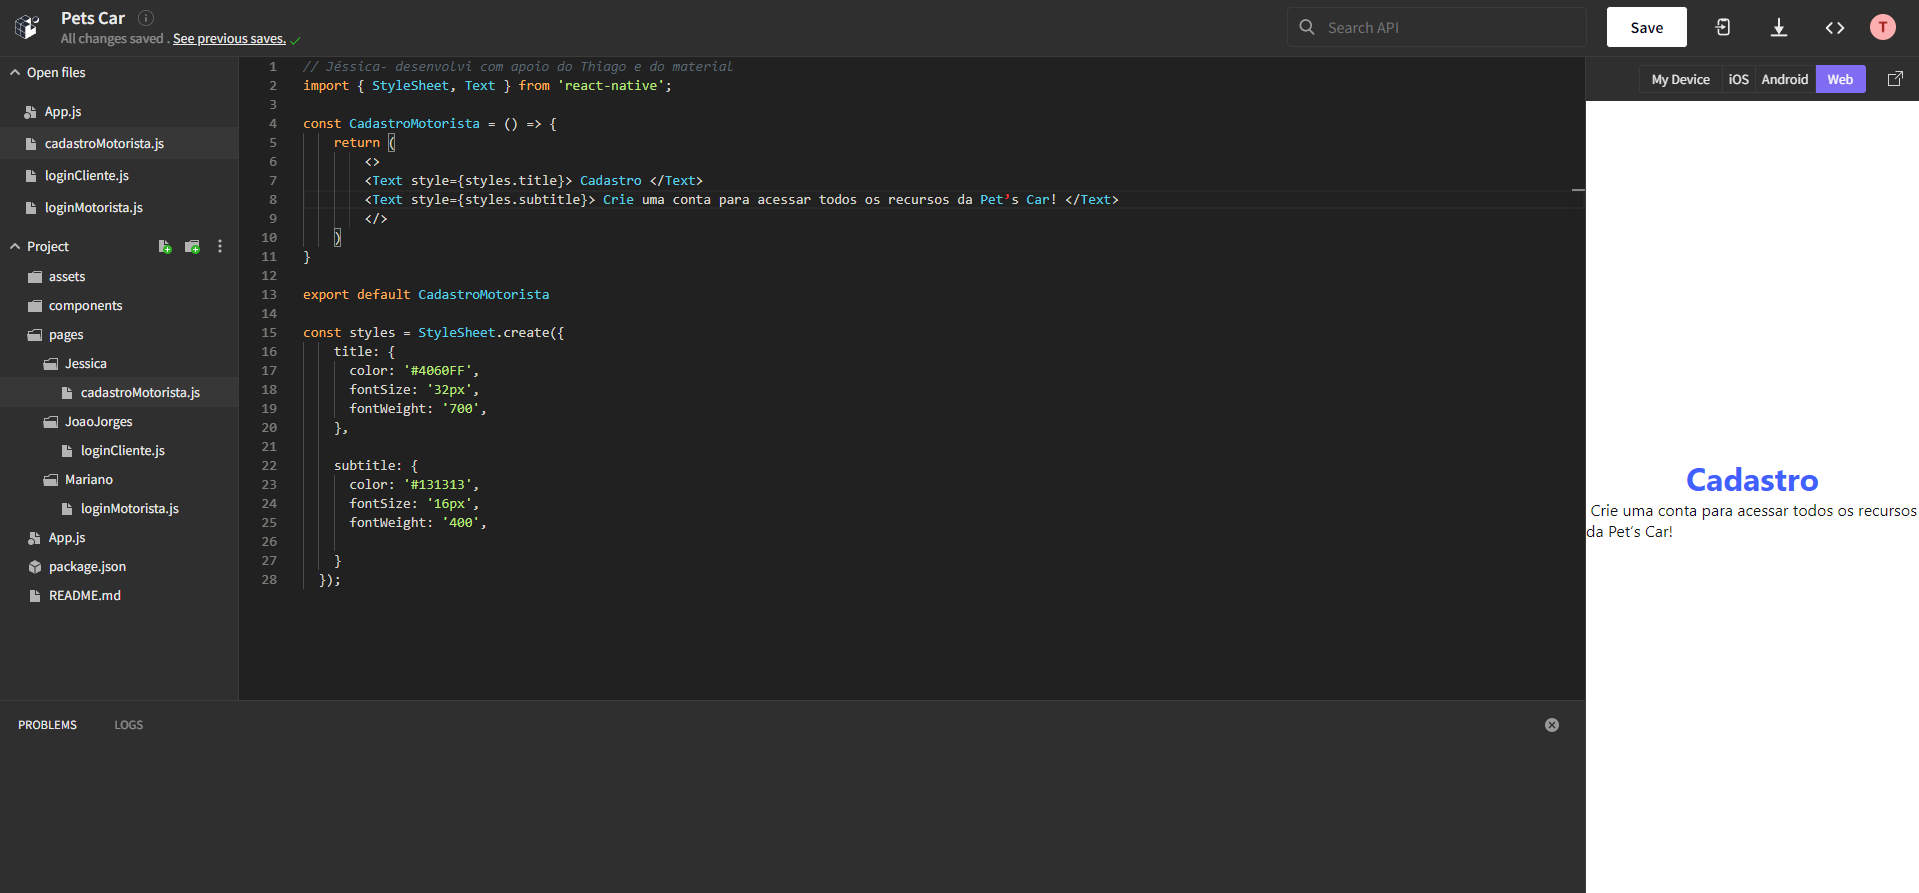 Pets Car
All changes saved . See previous saves.
Search API
Save
T
Open files
App.js
cadastroMotorista.js
loginCliente.js
loginMotorista.js
Project
assets
components
pages
Jessica
cadastroMotorista.js
JoaoJorges
loginCliente.js
Mariano
loginMotorista.js
App.js
package.json
README.md
1 // Jéssica- desenvolvi com apoio do Thiago e do material
2 import { StyleSheet, Text } from 'react-native';
3
4 const CadastroMotorista = () => {
5 return (
6 <>
7 <Text style={styles.title}> Cadastro </Text>
8 <Text style={styles.subtitle}> Crie uma conta para acessar todos os recursos da Pet’s Car! </Text>
9 </>
10 )
11 }
12
13 export default CadastroMotorista
14
15 const styles = StyleSheet.create({
16 title: {
17 color: '#4060FF',
18 fontSize: '32px',
19 fontWeight: '700',
20 },
21
22 subtitle: {
23 color: '#131313',
24 fontSize: '16px',
25 fontWeight: '400',
26
27 }
28 });
My Device iOS Android Web
Cadastro
Crie uma conta para acessar todos os recursos
da Pet’s Car!
PROBLEMS LOGS